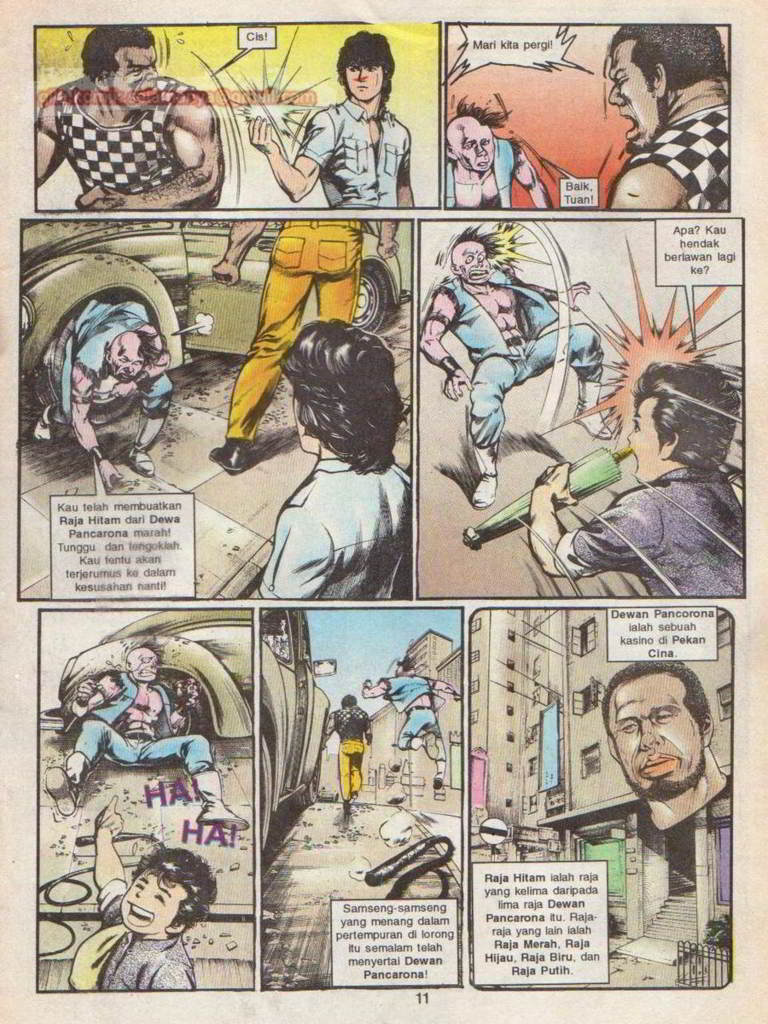 Cis!
Mari kita pergi!
Baik,
Tuan!
Kau telah membuatkan
Raja Hitam dari Dewa
Pancarona marah!
Tunggu dan tengoklah.
Kau tentu akan
terjerumus ke dalam
kesusahan nanti!
Apa? Kau
hendak
berlawan lagi
ke?
HA!
HA!
Samseng-samseng
yang menang dalam
pertempuran di lorong
itu semalam telah
menyertai Dewan
Pancarona!
Dewan Pancorona
ialah sebuah
kasino di Pekan
Cina.
Raja Hitam ialah raja
yang kelima daripada
lima raja Dewan
Pancarona itu. Raja-
raja yang lain ialah
Raja Merah, Raja
Hijau, Raja Biru, dan
Raja Putih.
11